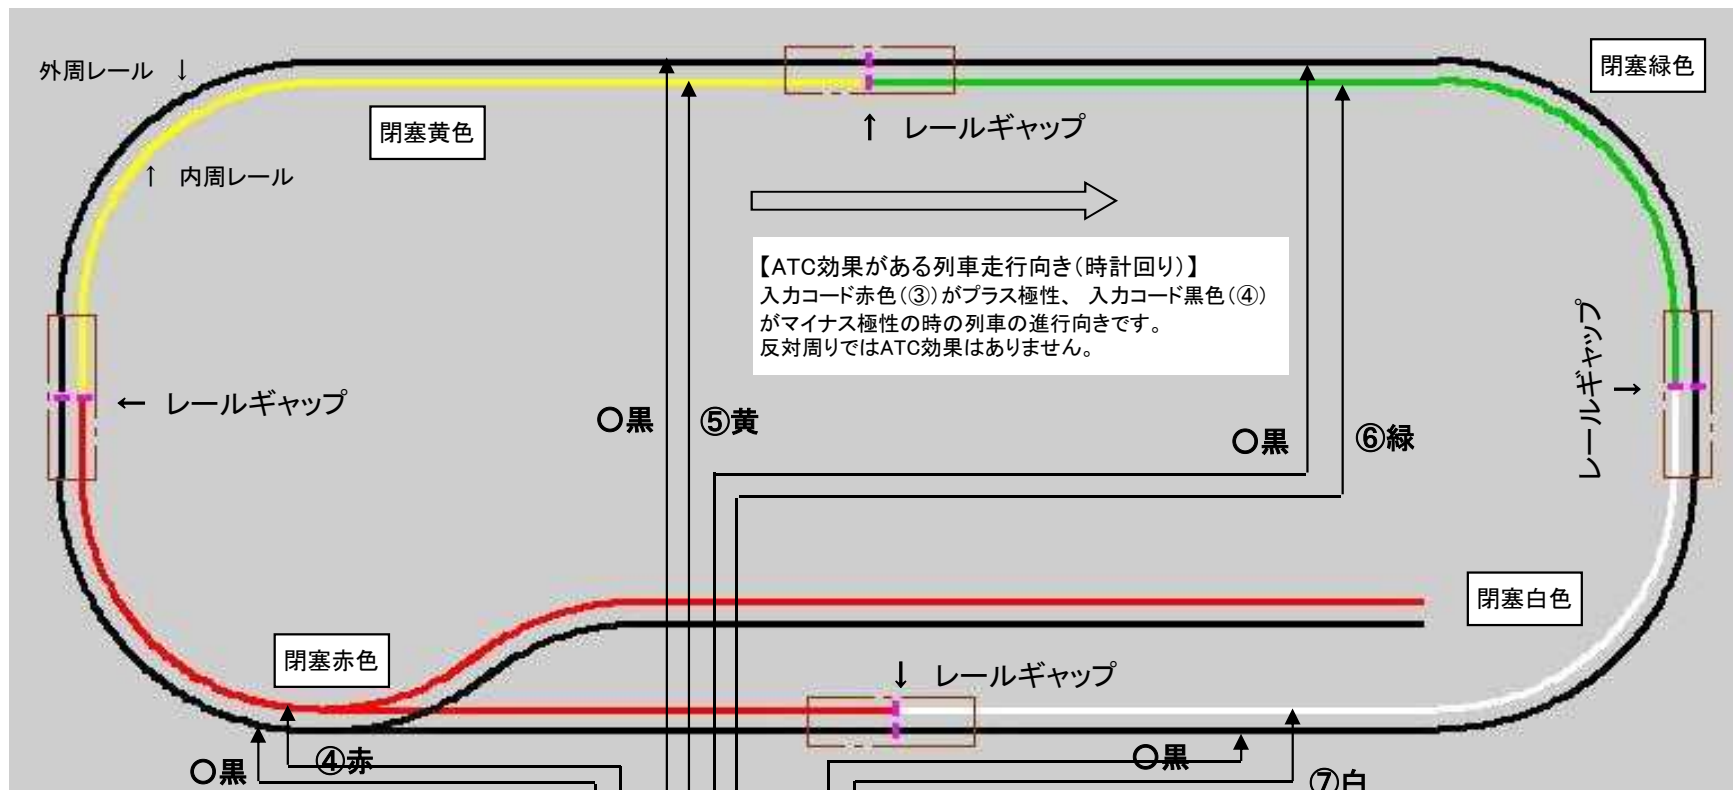 外周レール ↓
閉塞緑色
閉塞黄色
↑ レールギャップ
↑ 内周レール
【ATC効果がある列車走行向き(時計回り)】
入力コード赤色(③)がプラス極性、 入力コード黒色(④)
がマイナス極性の時の列車の進行向きです。
反対周りではATC効果はありません。
← レールギャップ
レールギャップ →
〇黒
⑤黄
〇黒
⑥緑
閉塞白色
閉塞赤色
↓ レールギャップ
〇黒
④赤
〇黒
⑦白